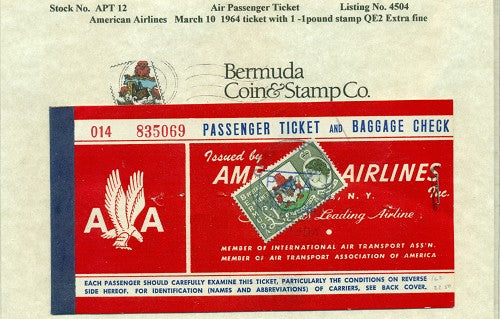 Stock No. APT 12 Air Passenger Ticket Listing No. 4504
American Airlines March 10 1964 ticket with 1 -1pound stamp QE2 Extra fine
Bermuda
Coin&Stamp Co.
014 835069 PASSENGER TICKET AND BAGGAGE CHECK
Issued by
AME AIRLINES
Inc.
, N. Y.
Leading Airline
A A
MEMBER OF INTERNATIONAL AIR TRANSPORT ASS'N.
MEMBER OF AIR TRANSPORT ASSOCIATION OF AMERICA
EACH PASSENGER SHOULD CAREFULLY EXAMINE THIS TICKET, PARTICULARLY THE CONDITIONS ON REVERSE
SIDE HEREOF. FOR IDENTIFICATION (NAMES AND ABBREVIATIONS) OF CARRIERS, SEE BACK COVER.